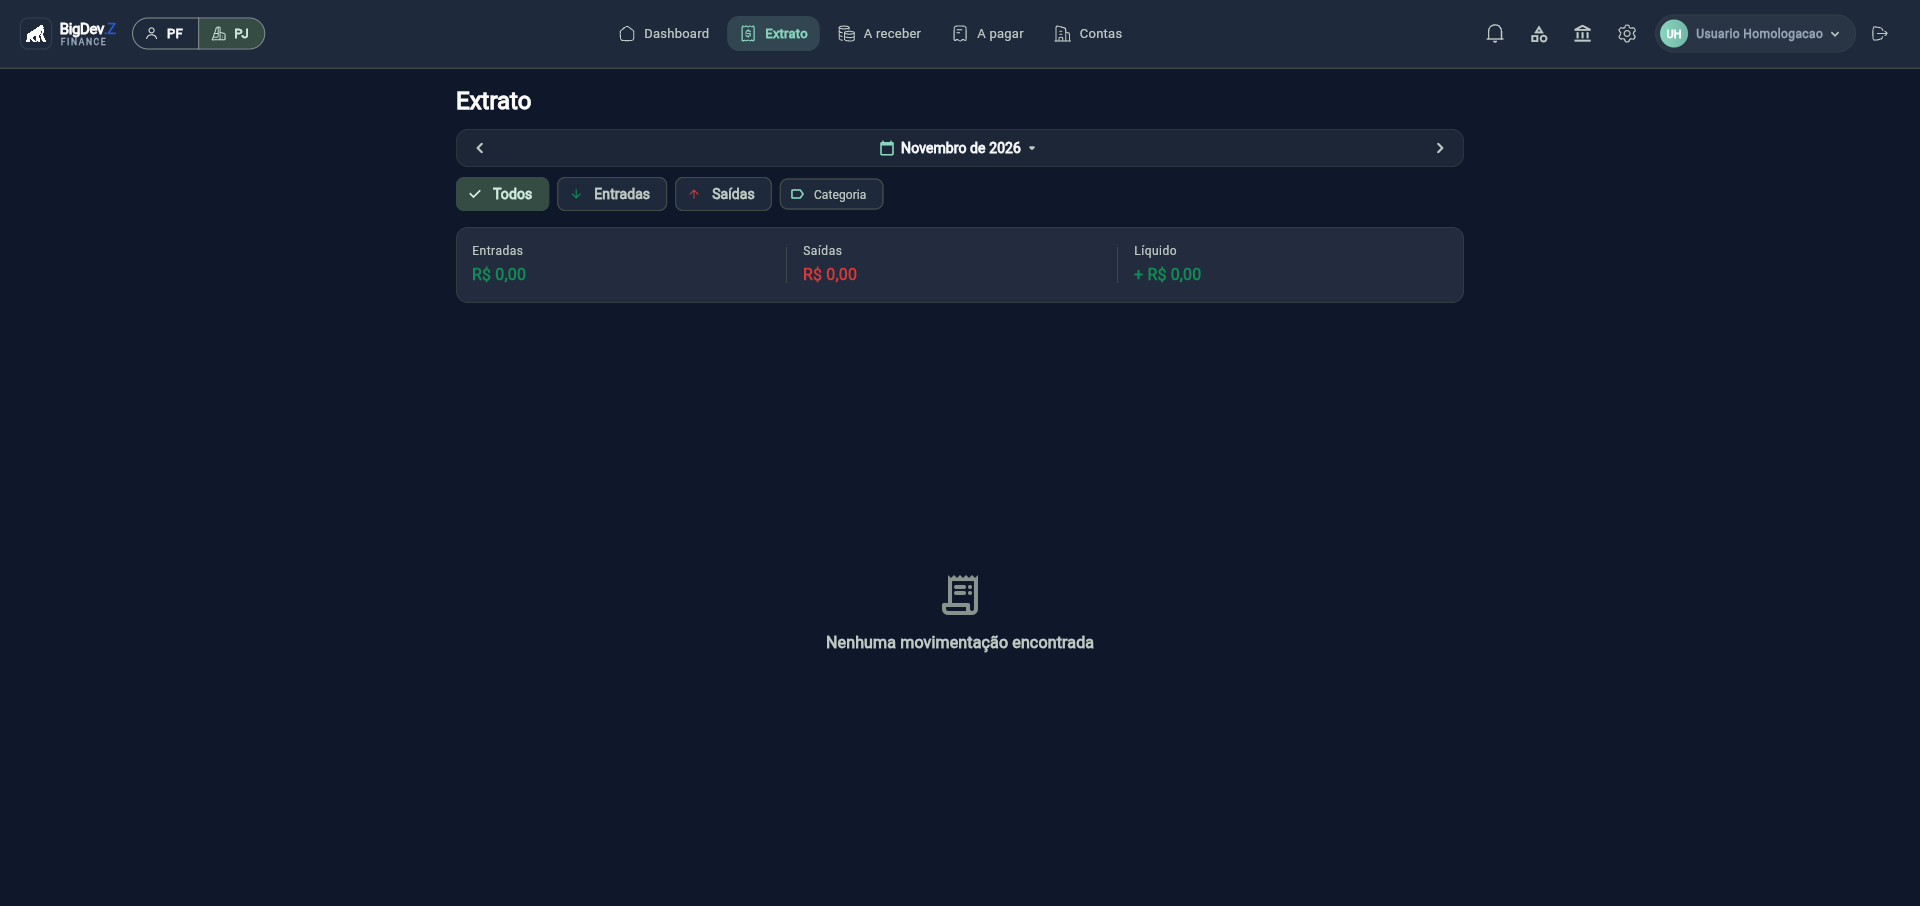 BigDev.Z
FINANCE
PF
PJ
Dashboard
Extrato
A receber
A pagar
Contas
UH
Usuario Homologacao
Extrato
Novembro de 2026
Todos
Entradas
Saídas
Categoria
Entradas
R$ 0,00
Saídas
R$ 0,00
Líquido
+ R$ 0,00
Nenhuma movimentação encontrada